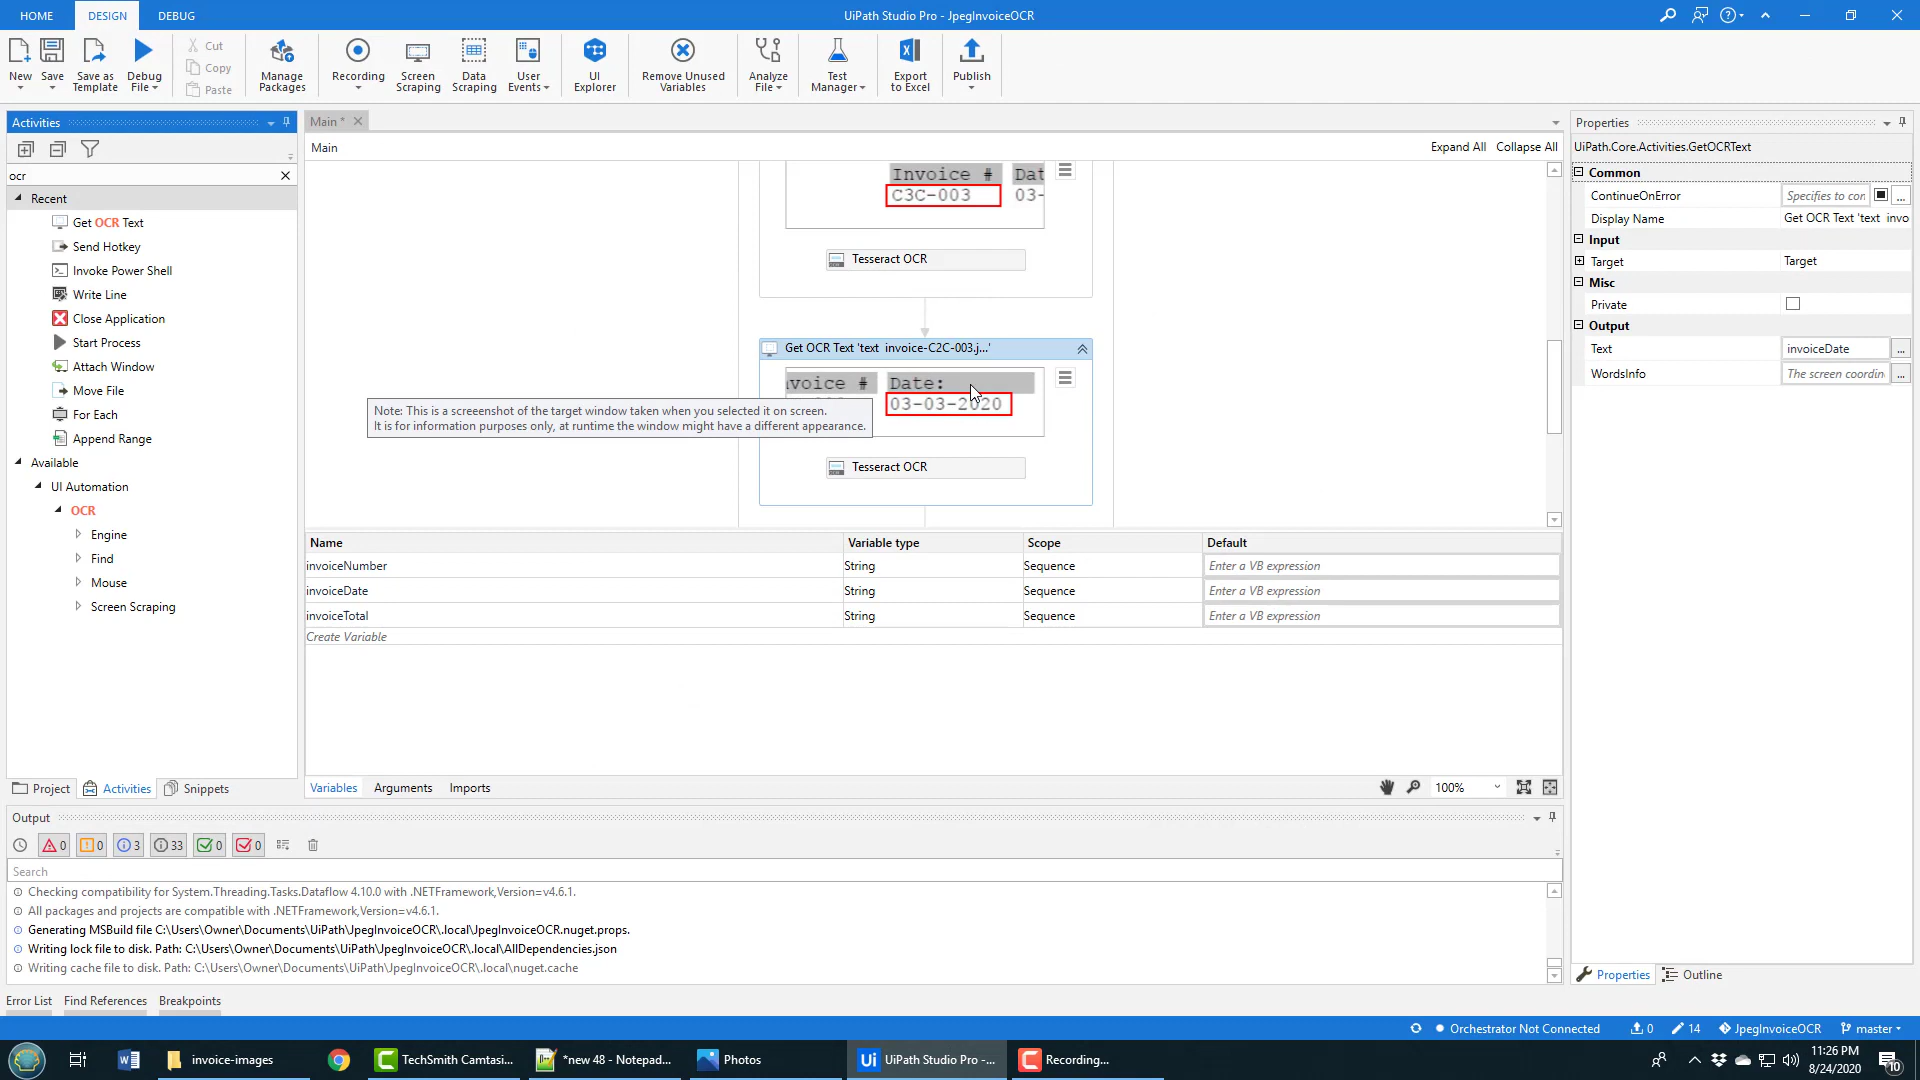 HOME
DESIGN
DEBUG
UiPath Studio Pro - JpegInvoiceOCR
New
Save
Save as
Template
Debug
File
Cut
Copy
Paste
Manage
Packages
Recording
Screen
Scraping
Data
Scraping
User
Events
UI
Explorer
Remove Unused
Variables
Analyze
File
Test
Manager
Export
to Excel
Publish
Activities
ocr
Recent
Get OCR Text
Send Hotkey
Invoke Power Shell
Write Line
Close Application
Start Process
Attach Window
Move File
For Each
Append Range
Available
UI Automation
OCR
Engine
Find
Mouse
Screen Scraping
Project
Activities
Snippets
Main *
Main
Expand All
Collapse All
Invoice #
Dat
C3C-003
03-
Tesseract OCR
Get OCR Text 'text invoice-C2C-003.j...'
voice #
Date:
03-03-2020
Note: This is a screeenshot of the target window taken when you selected it on screen.
It is for information purposes only, at runtime the window might have a different appearance.
Tesseract OCR
Name
Variable type
Scope
Default
invoiceNumber
String
Sequence
Enter a VB expression
invoiceDate
String
Sequence
Enter a VB expression
invoiceTotal
String
Sequence
Enter a VB expression
Create Variable
Variables
Arguments
Imports
100%
Properties
UiPath.Core.Activities.GetOCRText
Common
ContinueOnError
Specifies to con
...
Display Name
Get OCR Text 'text invo
Input
Target
Target
Misc
Private
Output
Text
invoiceDate
...
WordsInfo
The screen coordin
...
Properties
Outline
Output
0
0
3
33
0
0
Search
Checking compatibility for System.Threading.Tasks.Dataflow 4.10.0 with .NETFramework,Version=v4.6.1.
All packages and projects are compatible with .NETFramework,Version=v4.6.1.
Generating MSBuild file C:\Users\Owner\Documents\UiPath\JpegInvoiceOCR\.local\JpegInvoiceOCR.nuget.props.
Writing lock file to disk. Path: C:\Users\Owner\Documents\UiPath\JpegInvoiceOCR\.local\AllDependencies.json
Writing cache file to disk. Path: C:\Users\Owner\Documents\UiPath\JpegInvoiceOCR\.local\nuget.cache
Error List
Find References
Breakpoints
Orchestrator Not Connected
0
14
JpegInvoiceOCR
master
invoice-images
TechSmith Camtasi...
*new 48 - Notepad...
Photos
Ui
UiPath Studio Pro -...
Recording...
11:26 PM
8/24/2020
10